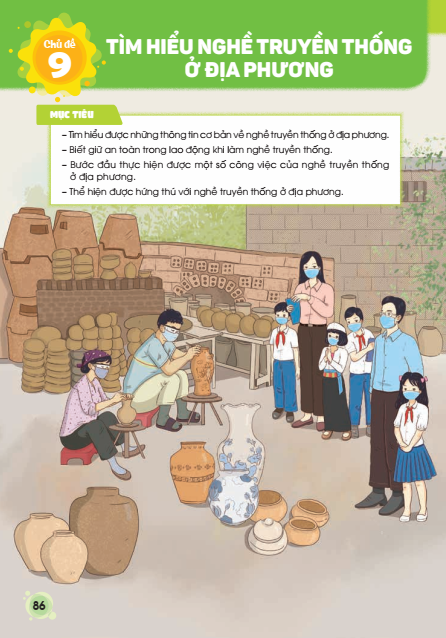 Chủ đề
9
TÌM HIỂU NGHỀ TRUYỀN THỐNG
Ở ĐỊA PHƯƠNG
MỤC TIÊU
– Tìm hiểu được những thông tin cơ bản về nghề truyền thống ở địa phương.
– Biết giữ an toàn trong lao động khi làm nghề truyền thống.
– Bước đầu thực hiện được một số công việc của nghề truyền thống
ở địa phương.
– Thể hiện được hứng thú với nghề truyền thống ở địa phương.
86